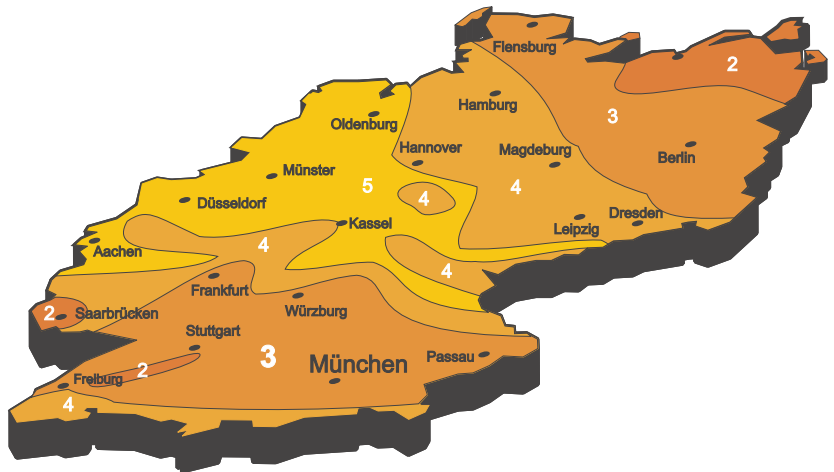 Flensburg
2
Hamburg
3
Oldenburg
Hannover
Magdeburg
Berlin
Münster
5
4
4
Düsseldorf
Kassel
Leipzig
Dresden
Aachen
4
4
Frankfurt
2
Saarbrücken
Würzburg
Stuttgart
3
München
Passau
2
Freiburg
4